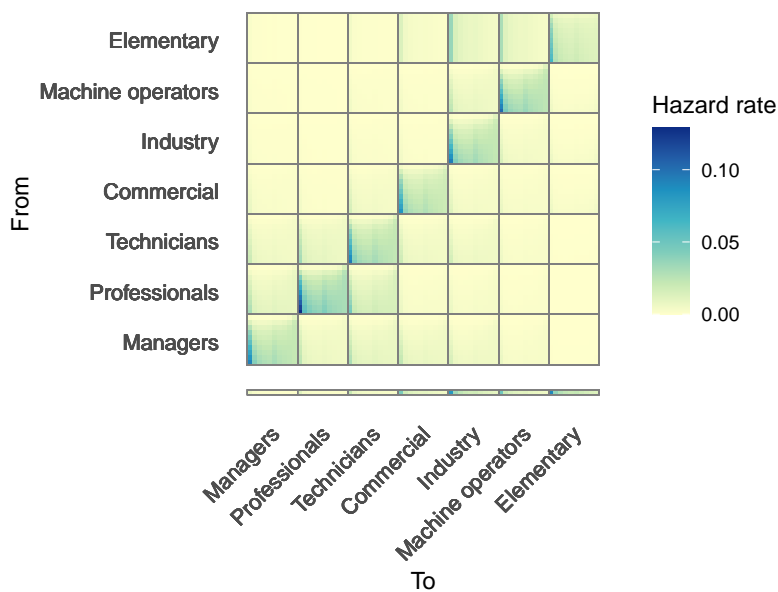 Elementary
Machine operators
Industry
Commercial
Technicians
Professionals
Managers
From
Hazard rate
0.10
0.05
0.00
Managers
Professionals
Technicians
Commercial
Industry
Machine operators
Elementary
To